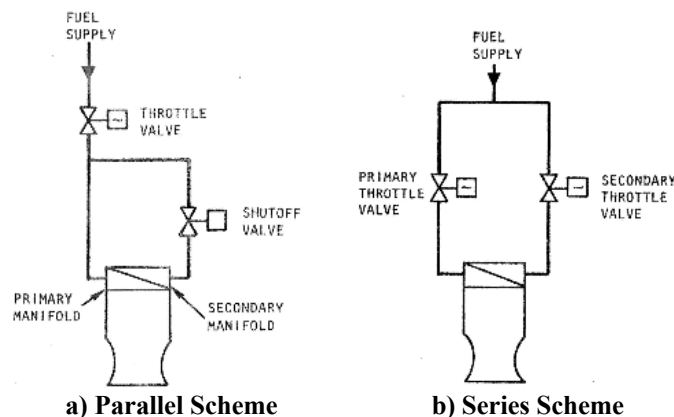 FUEL
SUPPLY
THROTTLE
VALVE
SHUTOFF
VALVE
PRIMARY
MANIFOLD
SECONDARY
MANIFOLD
a) Parallel Scheme
FUEL
SUPPLY
PRIMARY
THROTTLE
VALVE
SECONDARY
THROTTLE
VALVE
b) Series Scheme